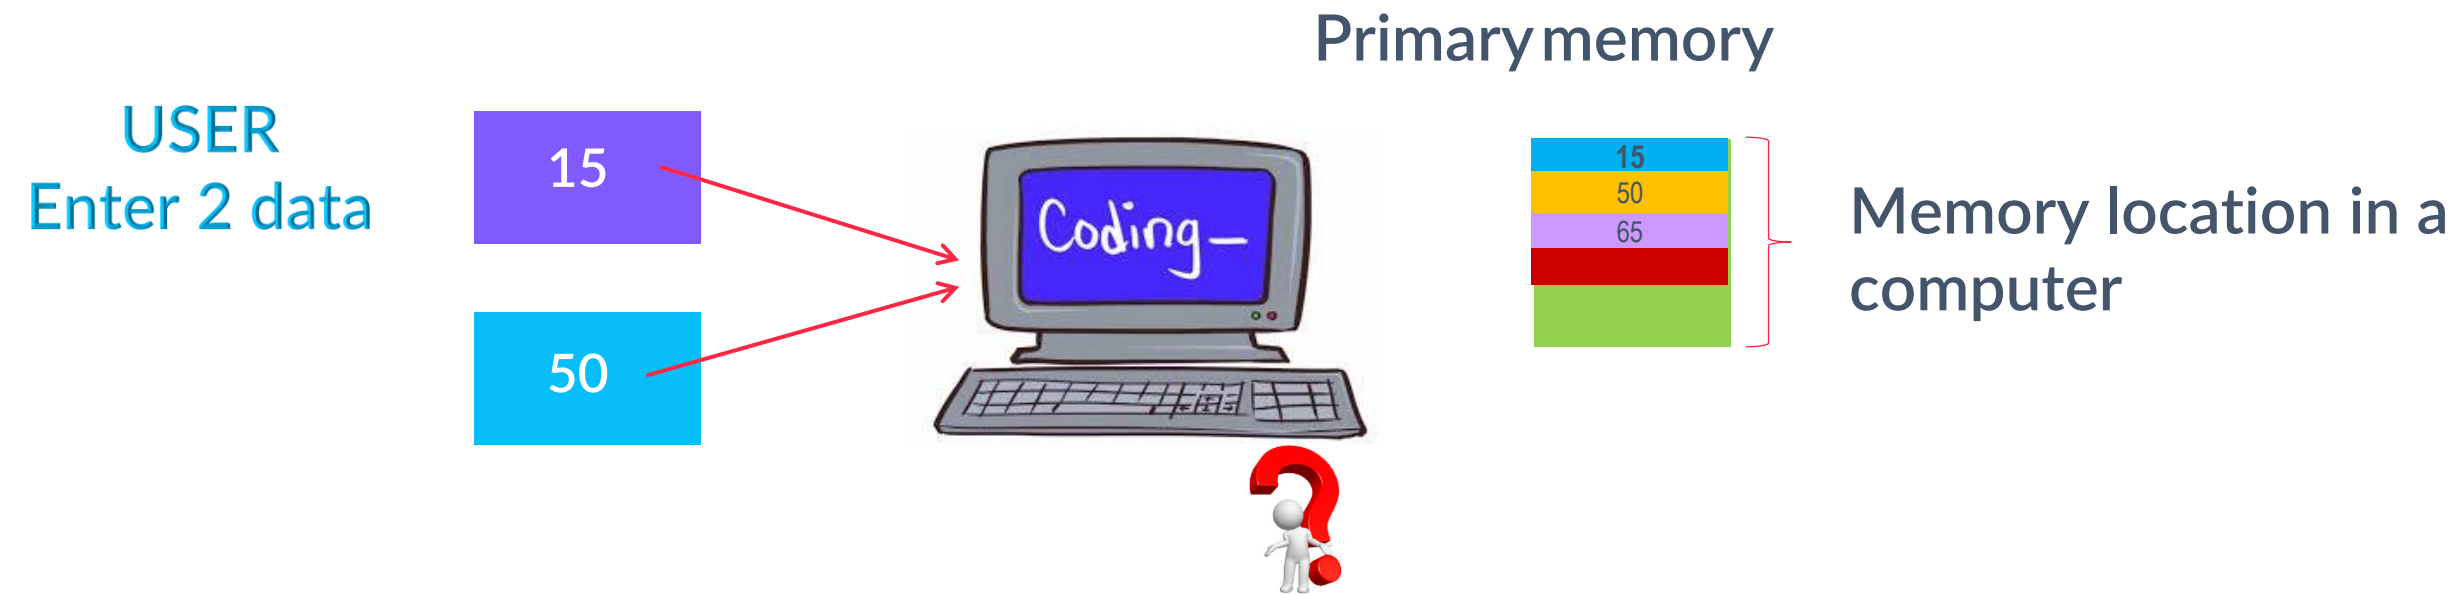 Primary memory
USER
Enter 2 data
15
50
Coding_
15
50
65
Memory location in a
computer